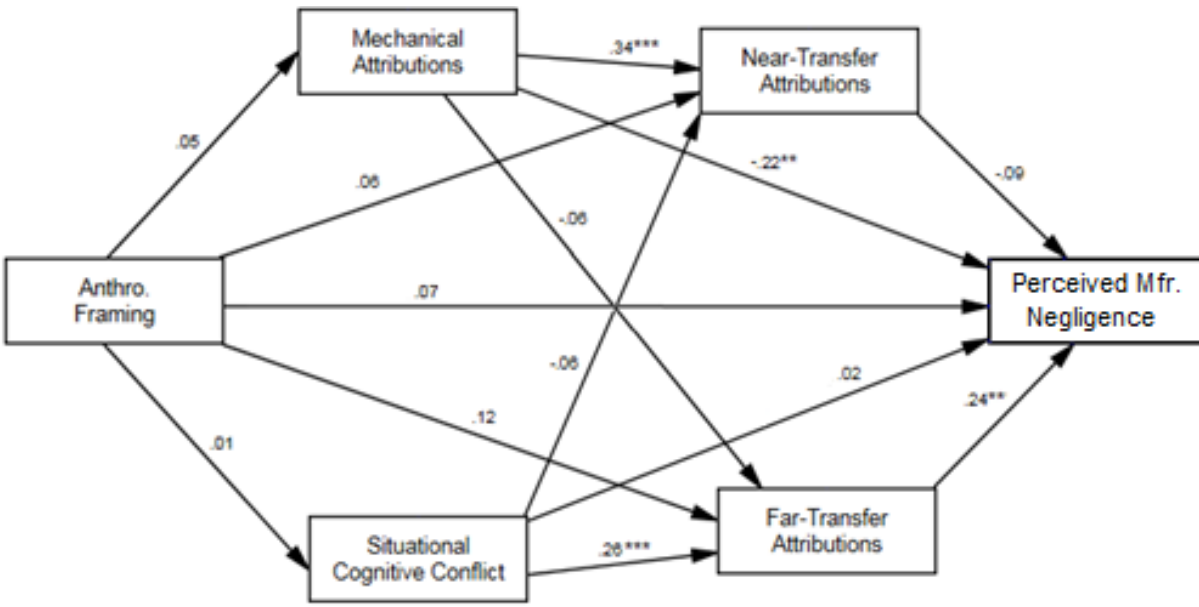 Mechanical
Attributions
.34***
Near-Transfer
Attributions
.05
.06
-.22**
-.09
-.06
Anthro.
Framing
.07
Perceived Mfr.
Negligence
-.06
.02
.12
.24**
.01
Situational
Cognitive Conflict
.26***
Far-Transfer
Attributions